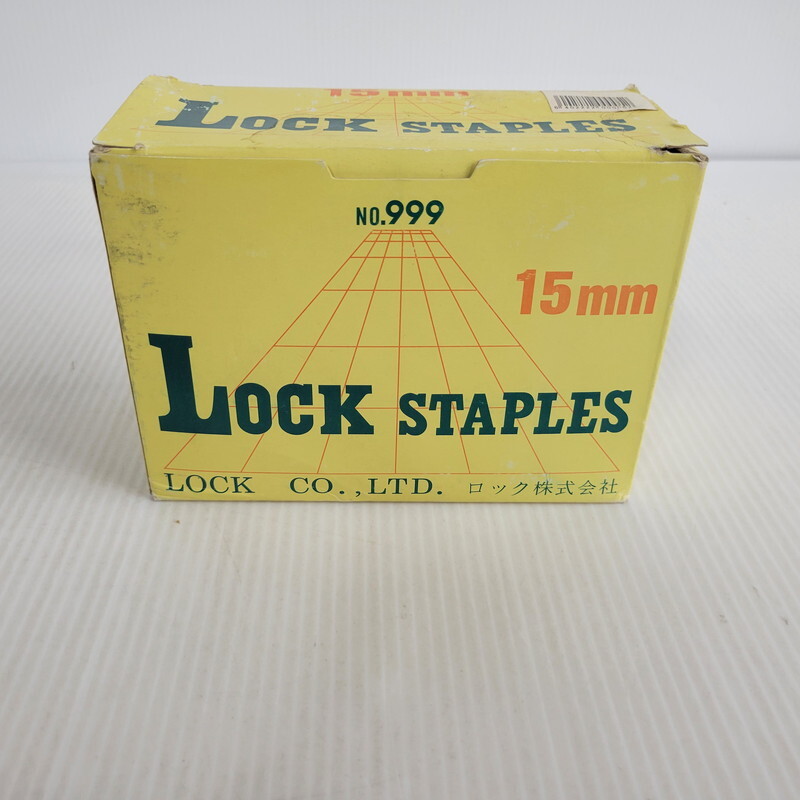 15mm
LOCK STAPLES
NO.999
15mm
LOCK STAPLES
LOCK CO.,LTD. ロック株式会社